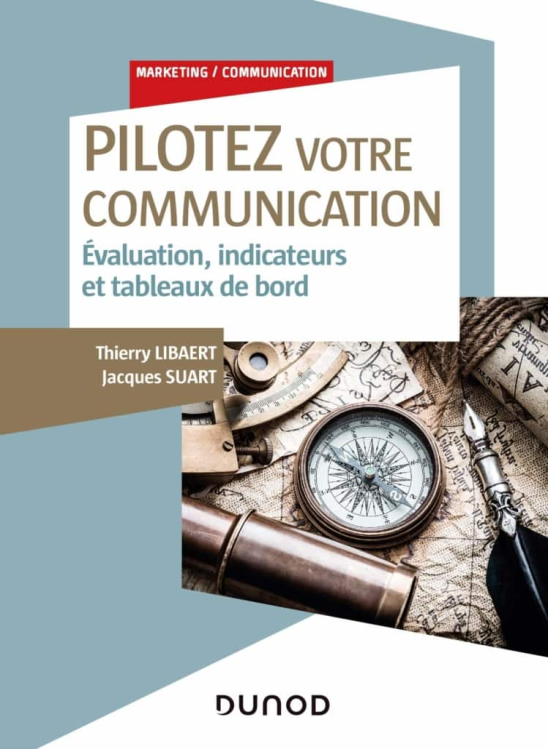 MARKETING / COMMUNICATION
PILOTEZ VOTRE
COMMUNICATION
Évaluation, indicateurs
et tableaux de bord
Thierry LIBAERT
Jacques SUART
DUNOD